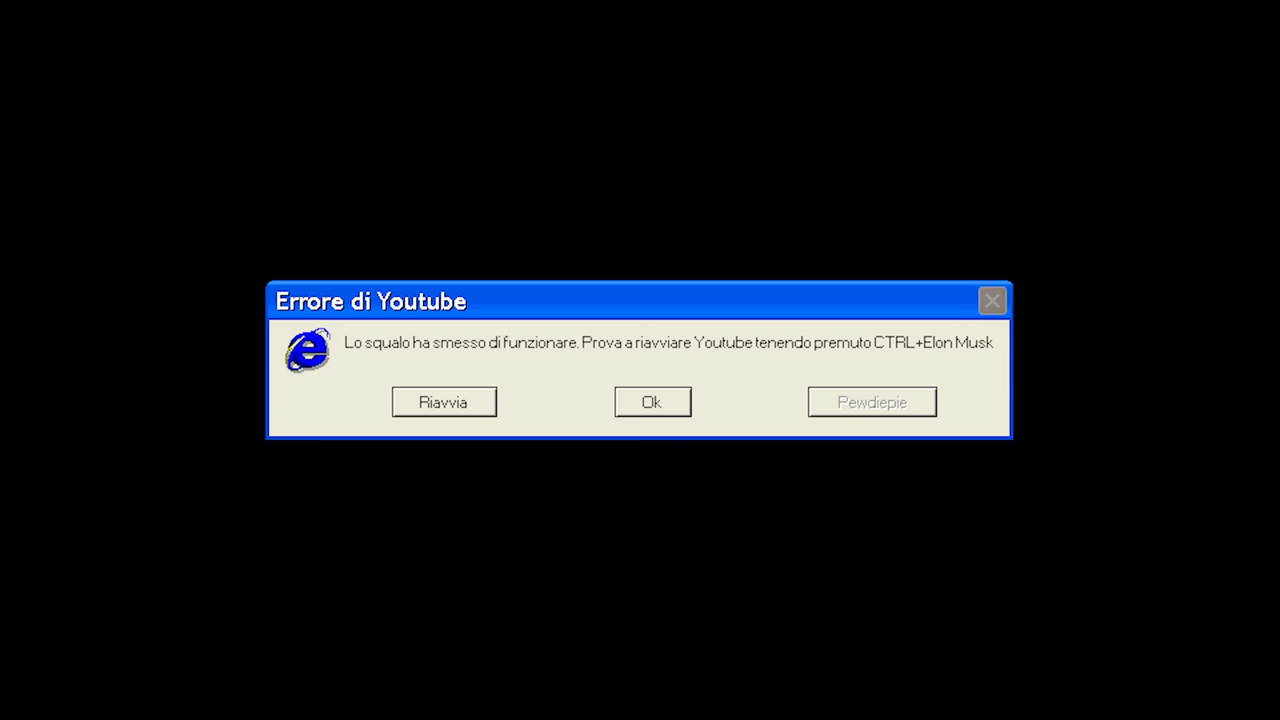 Errore di Youtube
Lo squalo ha smesso di funzionare. Prova a riavviare Youtube tenendo premuto CTRL+Elon Musk
Riavvia Ok Pewdiepie